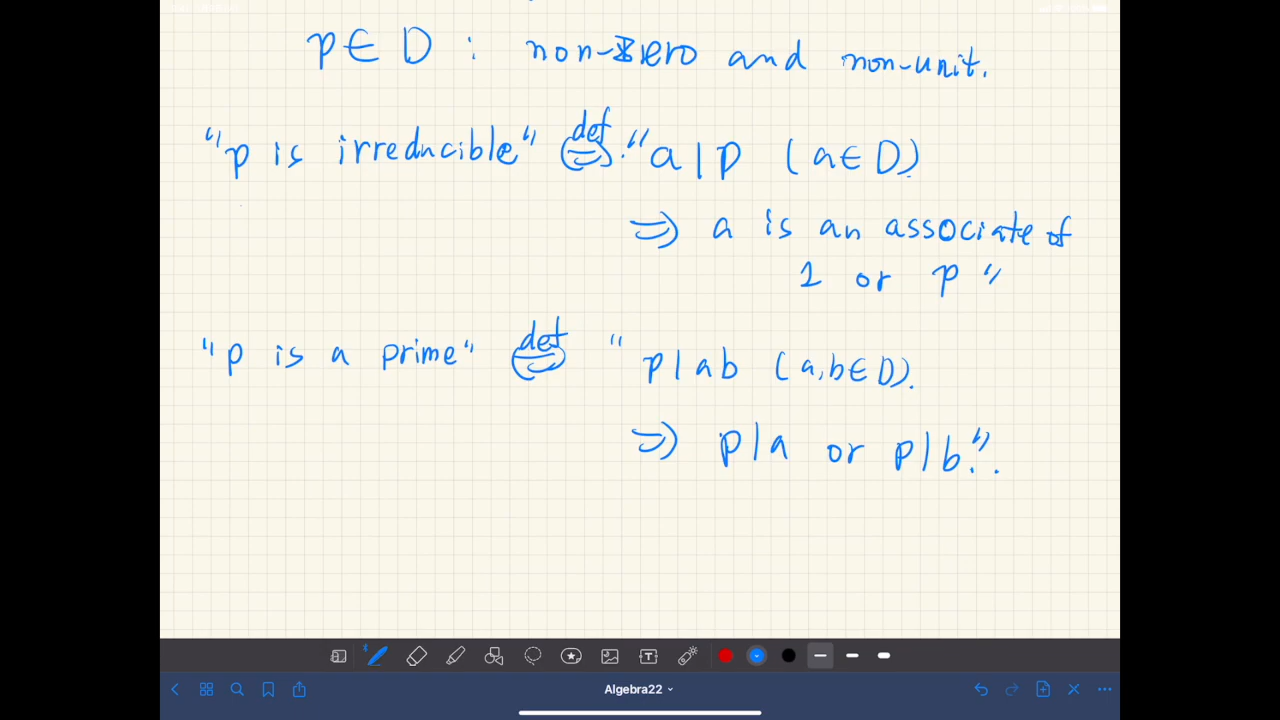 p ∈ D : non-zero and non-unit.
"p is irreducible" ⇔ def "a | p (a ∈ D).
⇒ a is an associate of
1 or p"
"p is a prime" ⇔ def "p | ab (a, b ∈ D).
⇒ p | a or p | b.".
Algebra22